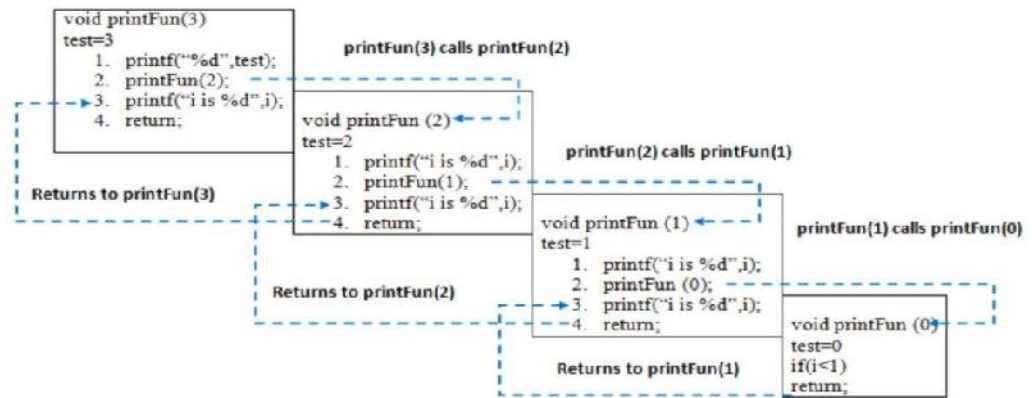 void printFun(3)
test=3
1. printf("%d",test);
2. printFun(2);
3. printf("i is %d",i);
4. return;
printFun(3) calls printFun(2)
void printFun (2)
test=2
1. printf("i is %d",i);
2. printFun(1);
3. printf("i is %d",i);
4. return;
Returns to printFun(3)
printFun(2) calls printFun(1)
void printFun (1)
test=1
1. printf("i is %d",i);
2. printFun (0);
3. printf("i is %d",i);
4. return;
Returns to printFun(2)
printFun(1) calls printFun(0)
void printFun (0)
test=0
if(i<1)
return;
Returns to printFun(1)